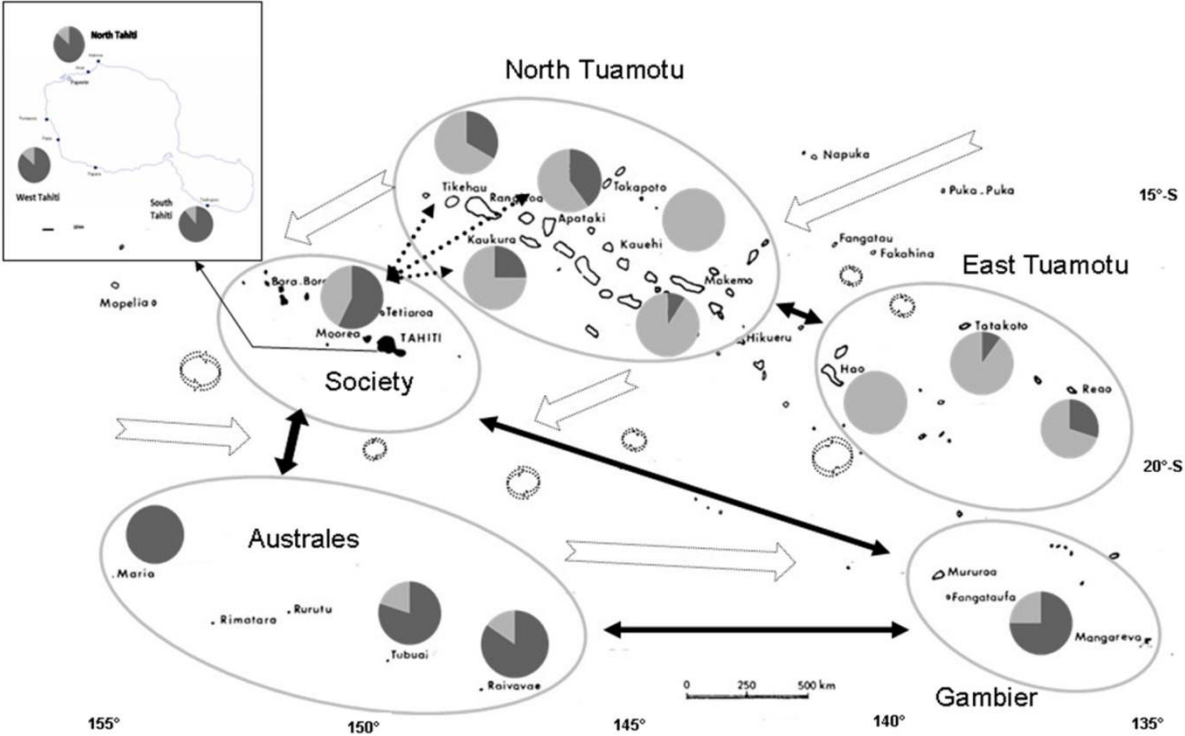 North Tahiti
Papeete
West Tahiti
South
Tahiti
North Tuamotu
Tikehau
Rangiroa
Takapoto
Apataki
Kaukura
Kauehi
Makemo
Napuka
Puka-Puka
15°-S
Fangatau
Fakahina
East Tuamotu
Hikueru
Tatakoto
Hao
Reao
20°-S
Mopelia
Bora-Bora
Tetiaroa
Moorea
TAHITI
Society
Australes
Maria
Rimatara
Rurutu
Tubuai
Raivavae
Mururoa
Fangataufa
Mangareva
Gambier
0 250 500 km
155° 150° 145° 140° 135°